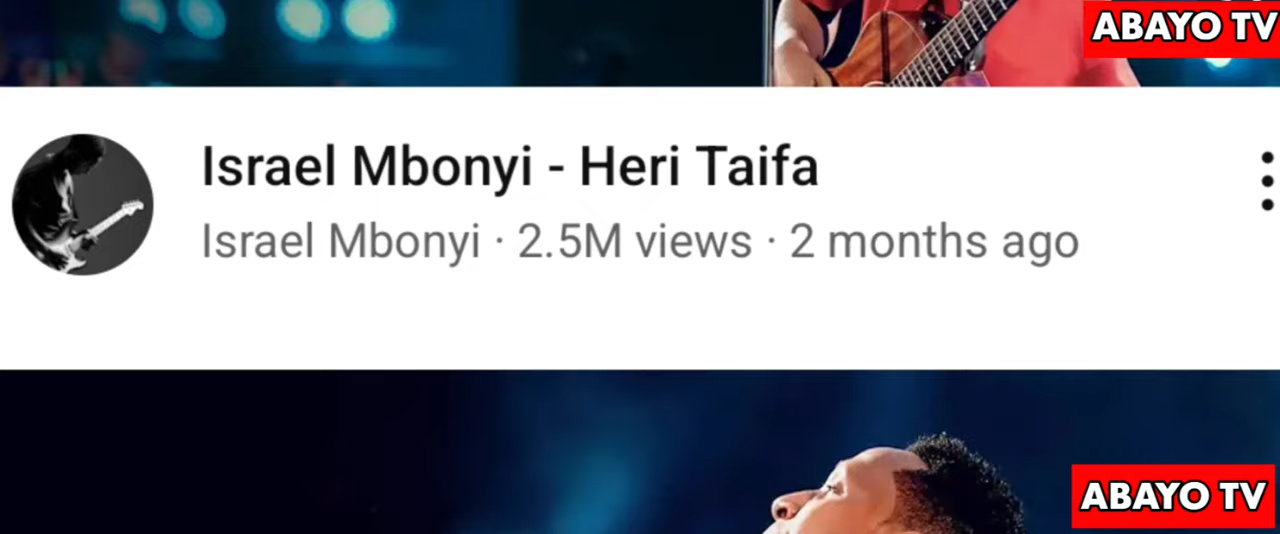 ABAYO TV
Israel Mbonyi - Heri Taifa
Israel Mbonyi · 2.5M views · 2 months ago
ABAYO TV